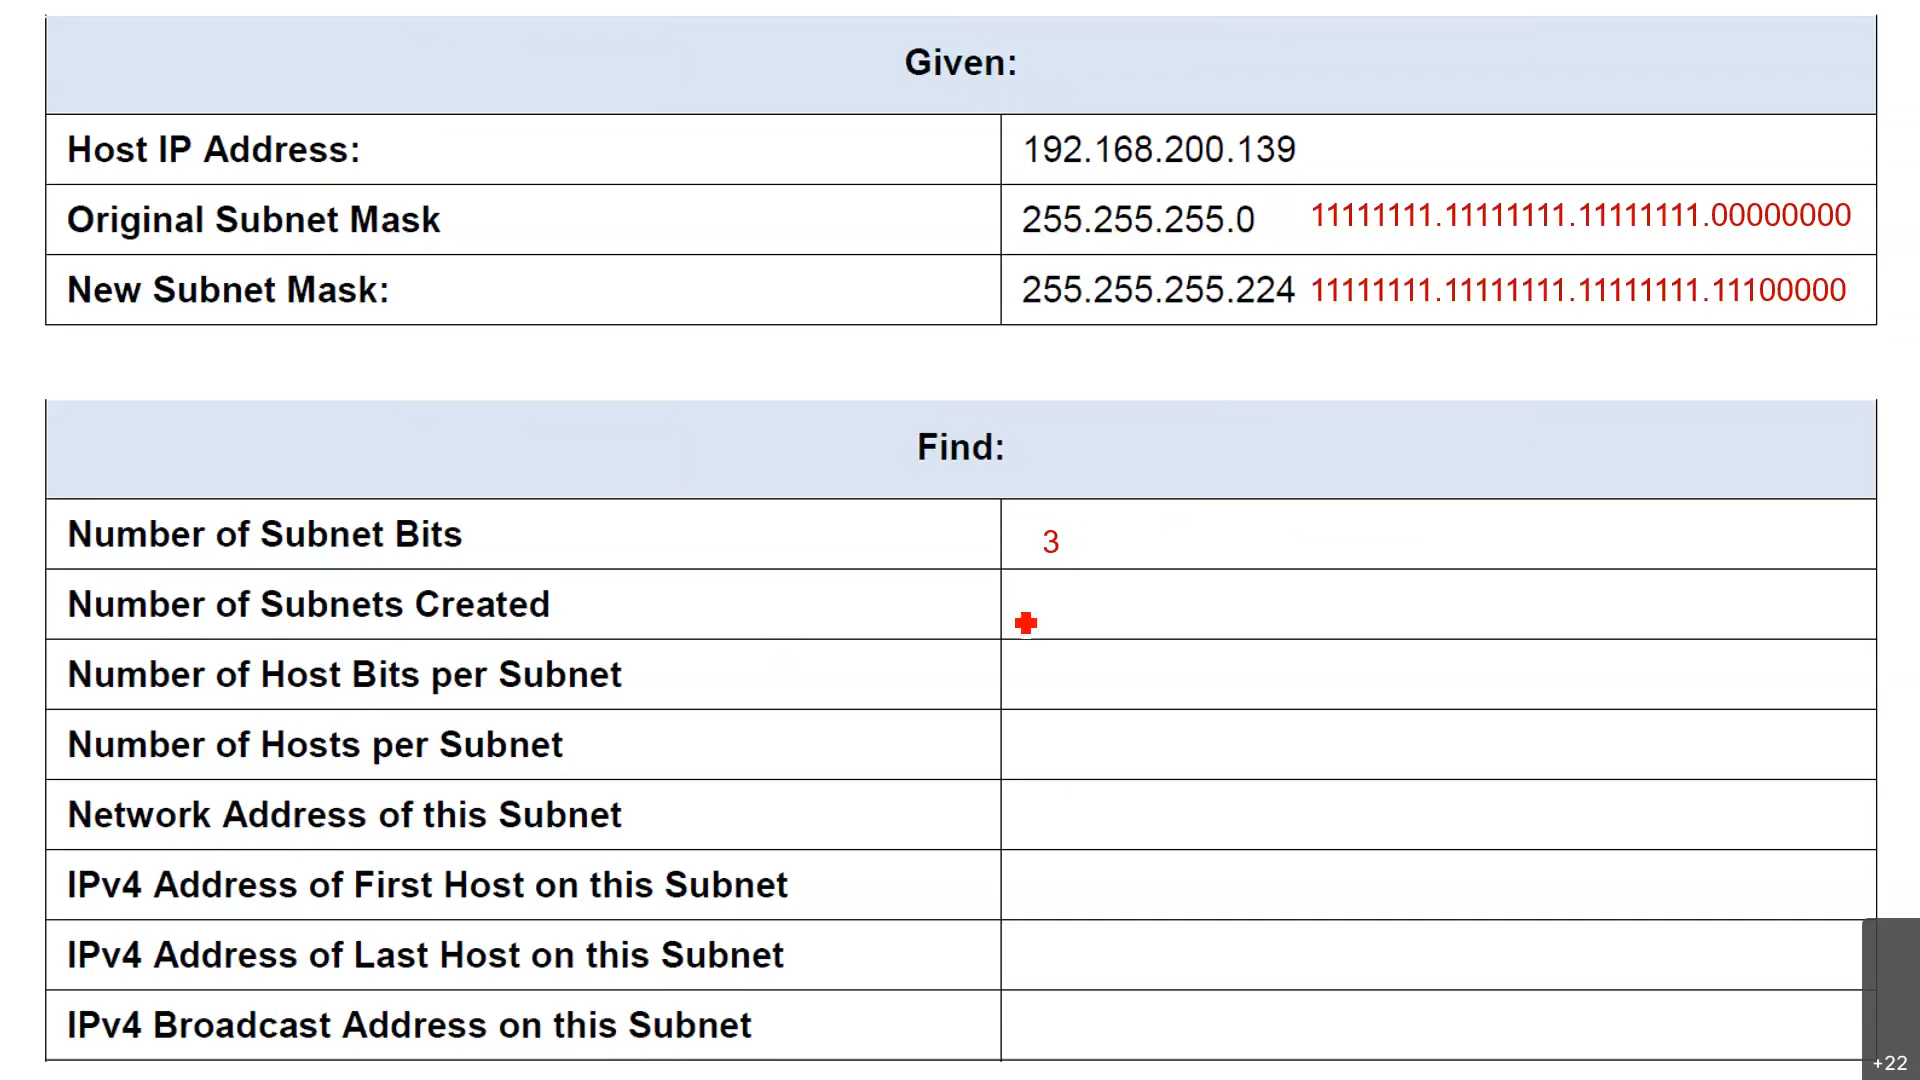 Given:
Host IP Address: 192.168.200.139
Original Subnet Mask 255.255.255.0 11111111.11111111.11111111.00000000
New Subnet Mask: 255.255.255.224 11111111.11111111.11111111.11100000
Find:
Number of Subnet Bits 3
Number of Subnets Created
Number of Host Bits per Subnet
Number of Hosts per Subnet
Network Address of this Subnet
IPv4 Address of First Host on this Subnet
IPv4 Address of Last Host on this Subnet
IPv4 Broadcast Address on this Subnet
+22